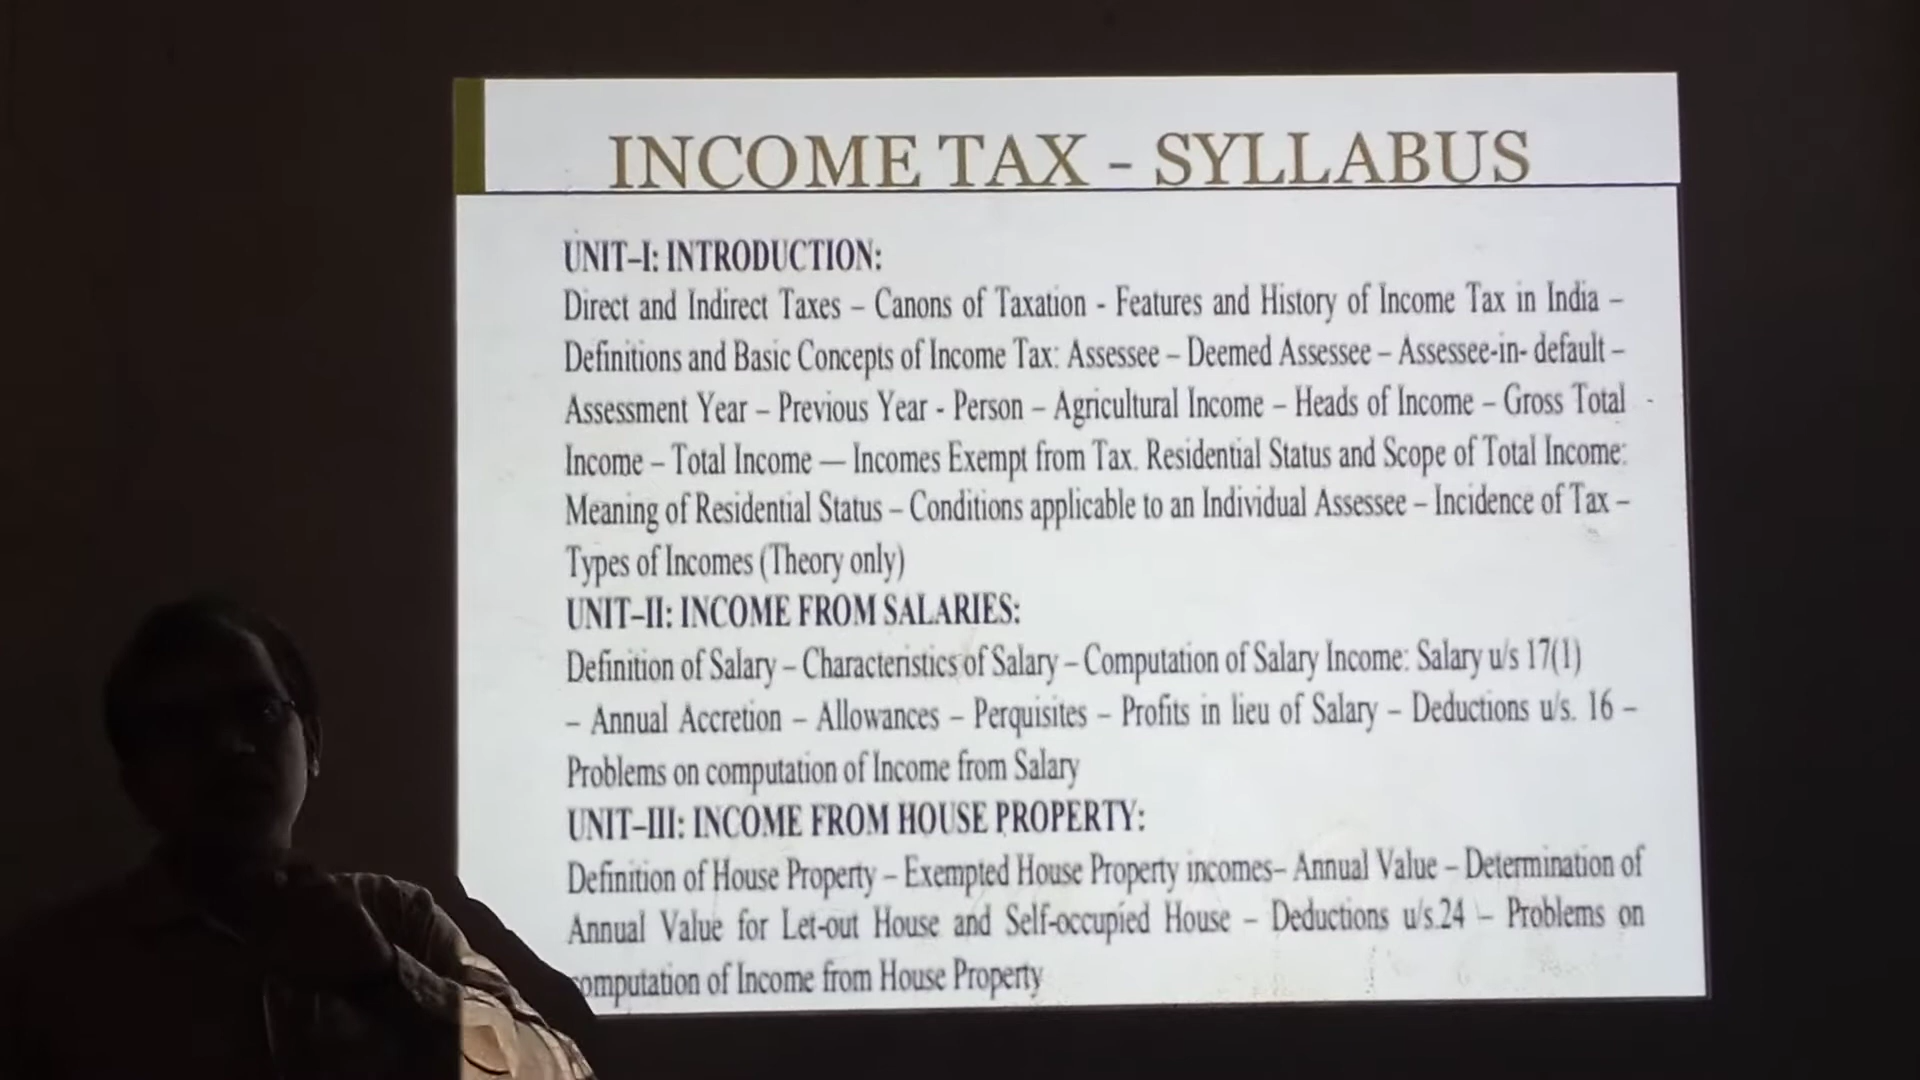 INCOME TAX - SYLLABUS
UNIT–I: INTRODUCTION:
Direct and Indirect Taxes – Canons of Taxation - Features and History of Income Tax in India –
Definitions and Basic Concepts of Income Tax: Assessee – Deemed Assessee – Assessee-in- default –
Assessment Year – Previous Year - Person – Agricultural Income – Heads of Income – Gross Total
Income – Total Income — Incomes Exempt from Tax. Residential Status and Scope of Total Income:
Meaning of Residential Status – Conditions applicable to an Individual Assessee – Incidence of Tax –
Types of Incomes (Theory only)
UNIT–II: INCOME FROM SALARIES:
Definition of Salary – Characteristics of Salary – Computation of Salary Income: Salary u/s 17(1)
– Annual Accretion – Allowances – Perquisites – Profits in lieu of Salary – Deductions u/s. 16 –
Problems on computation of Income from Salary
UNIT–III: INCOME FROM HOUSE PROPERTY:
Definition of House Property – Exempted House Property incomes– Annual Value – Determination of
Annual Value for Let-out House and Self-occupied House – Deductions u/s.24 – Problems on
computation of Income from House Property